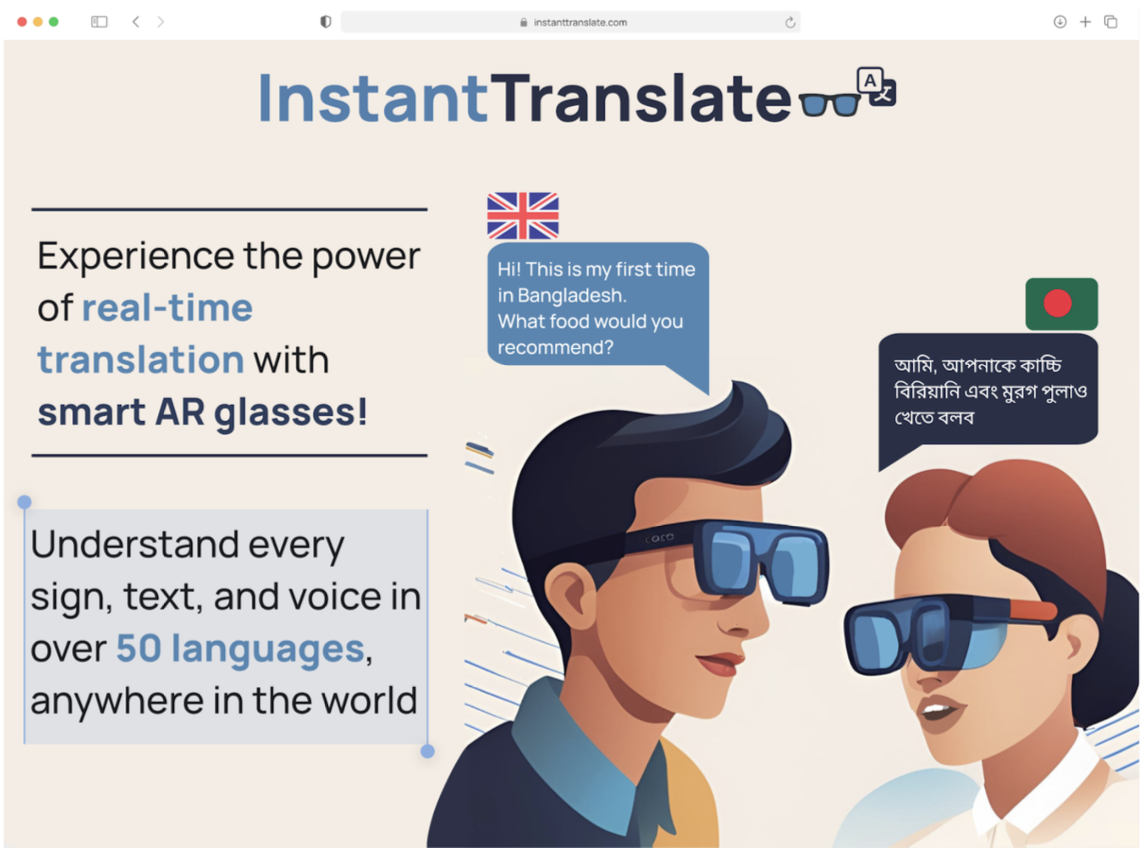 instanttranslate.com
InstantTranslate
A
文
Experience the power
of real-time
translation with
smart AR glasses!
Hi! This is my first time
in Bangladesh.
What food would you
recommend?
আমি, আপনাকে কাচ্চি
বিরিয়ানি এবং মুরগ পুলাও
খেতে বলব
Understand every
sign, text, and voice in
over 50 languages,
anywhere in the world